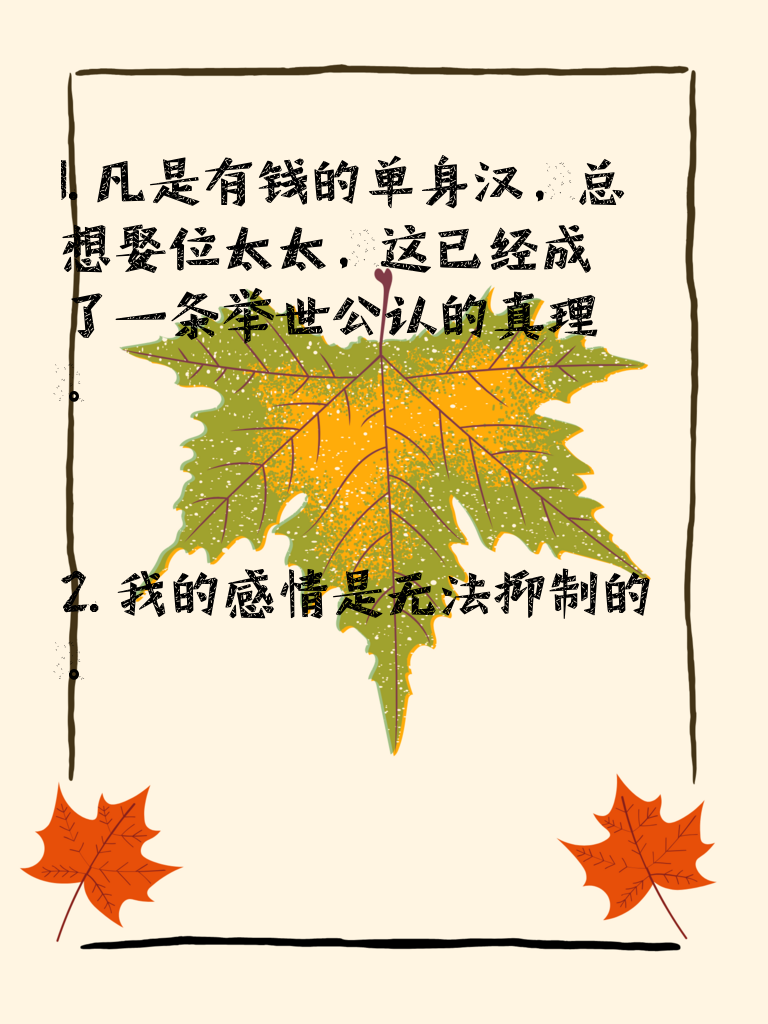 1. 凡是有钱的单身汉，总
想娶位太太，这已经成
了一条举世公认的真理
。
2. 我的感情是无法抑制的
。